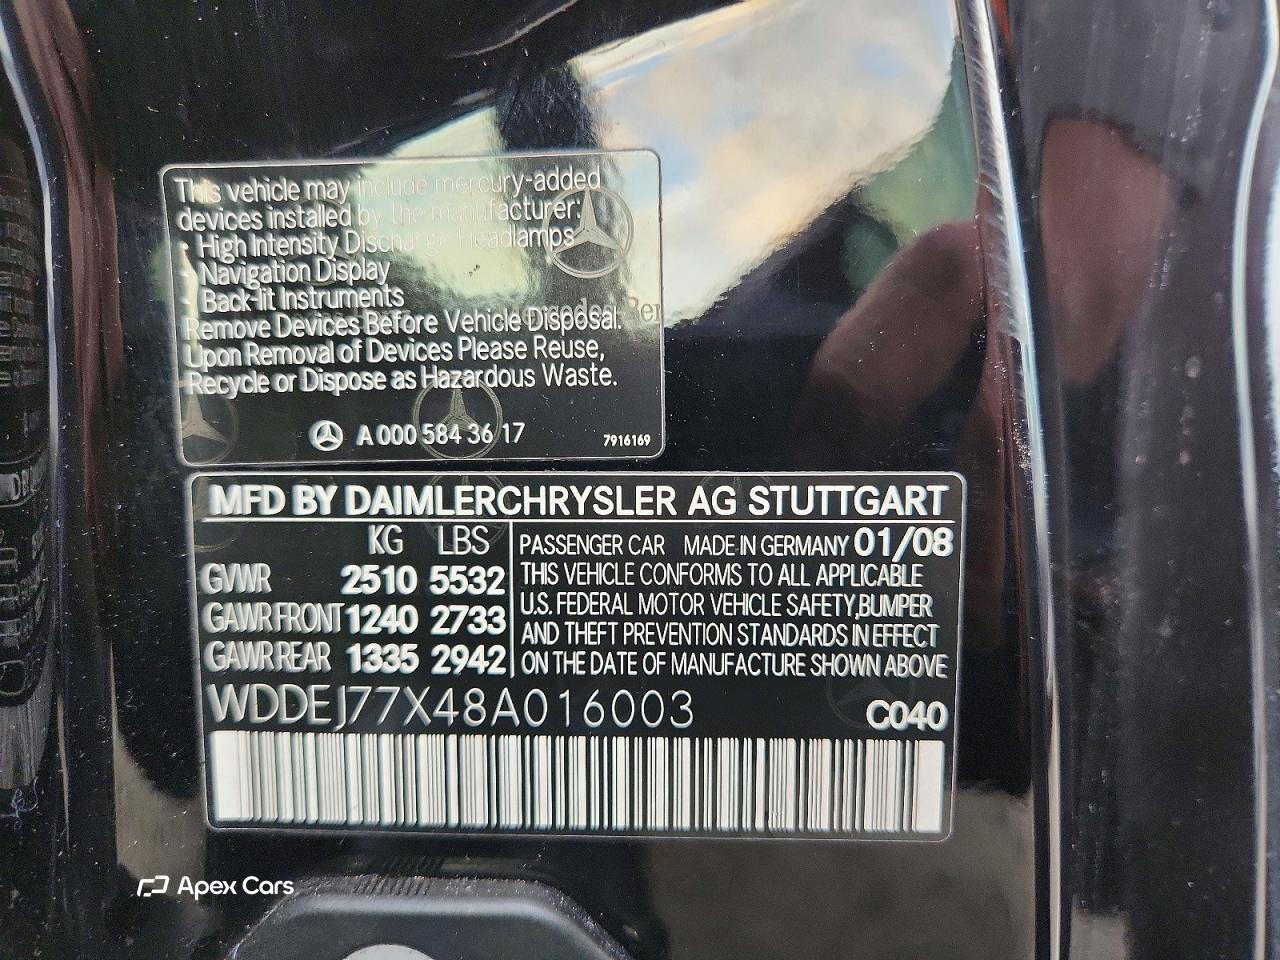 This vehicle may include mercury-added
devices installed by the manufacturer:
• High Intensity Discharge Headlamps
• Navigation Display
• Back-lit Instruments
Remove Devices Before Vehicle Disposal.
Upon Removal of Devices Please Reuse,
Recycle or Dispose as Hazardous Waste.
A 000 584 36 17
7916169
MFD BY DAIMLERCHRYSLER AG STUTTGART
KG LBS
GVWR 2510 5532
GAWR FRONT 1240 2733
GAWR REAR 1335 2942
PASSENGER CAR MADE IN GERMANY 01/08
THIS VEHICLE CONFORMS TO ALL APPLICABLE
U.S. FEDERAL MOTOR VEHICLE SAFETY,BUMPER
AND THEFT PREVENTION STANDARDS IN EFFECT
ON THE DATE OF MANUFACTURE SHOWN ABOVE
WDDEJ77X48A016003
C040
Apex Cars